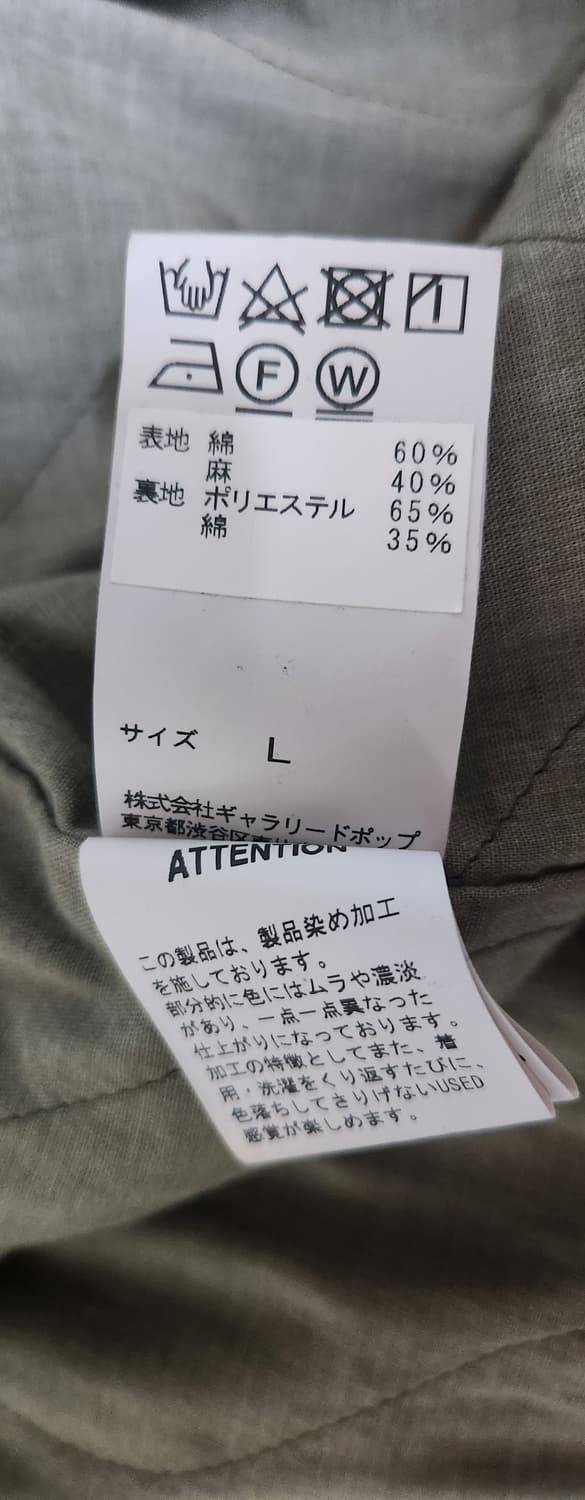 F W
表地 綿 60%
麻 40%
裏地 ポリエステル 65%
綿 35%
サイズ L
株式会社ギャラリードポップ
東京都渋谷区
ATTENTION
この製品は、製品染め加工
を施しております。
部分的に色にはムラや濃淡
があり、一点一点異なった
仕上がりになっております。
加工の特徴としてまた、着
用・洗濯をくり返すたびに、
色落ちしてさりげないUSED
感覚が楽しめます。